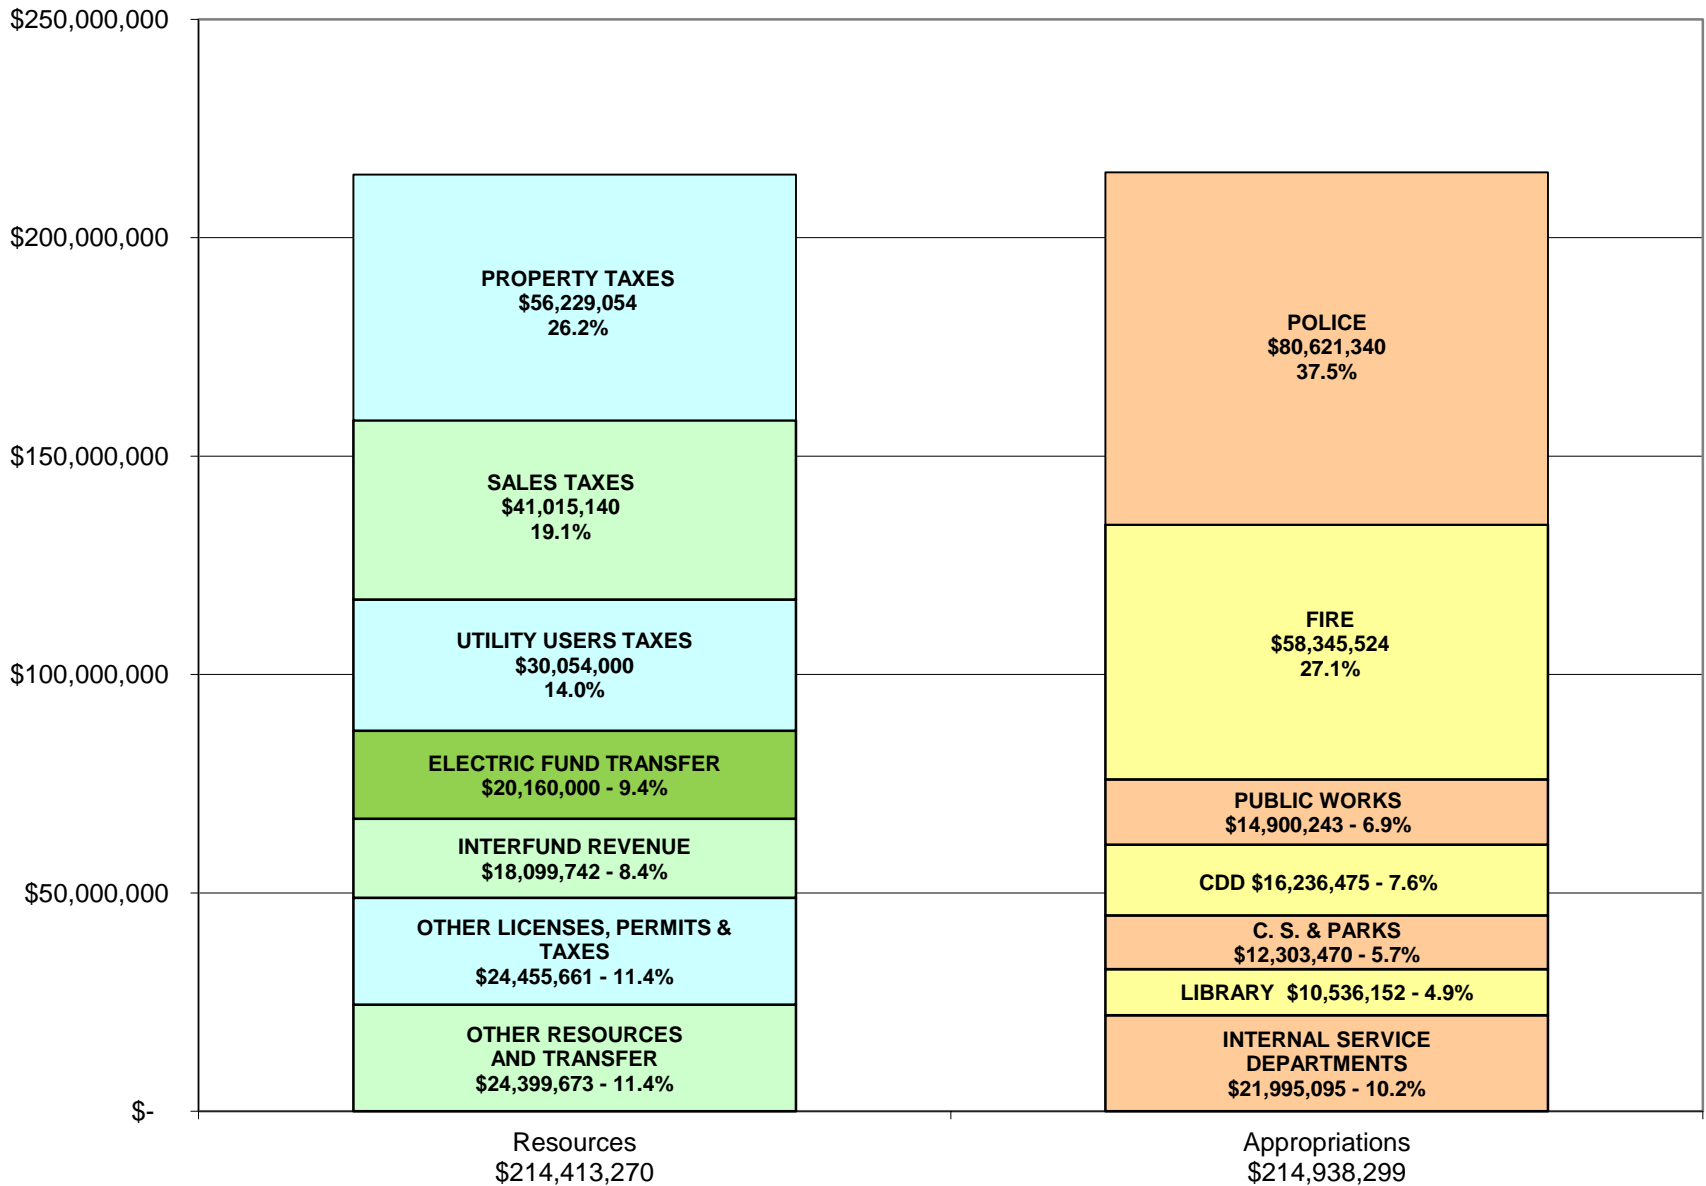 $250,000,000
$200,000,000
$150,000,000
$100,000,000
$50,000,000
$-
PROPERTY TAXES
$56,229,054
26.2%
SALES TAXES
$41,015,140
19.1%
UTILITY USERS TAXES
$30,054,000
14.0%
ELECTRIC FUND TRANSFER
$20,160,000 - 9.4%
INTERFUND REVENUE
$18,099,742 - 8.4%
OTHER LICENSES, PERMITS &
TAXES
$24,455,661 - 11.4%
OTHER RESOURCES
AND TRANSFER
$24,399,673 - 11.4%
Resources
$214,413,270
POLICE
$80,621,340
37.5%
FIRE
$58,345,524
27.1%
PUBLIC WORKS
$14,900,243 - 6.9%
CDD $16,236,475 - 7.6%
C. S. & PARKS
$12,303,470 - 5.7%
LIBRARY $10,536,152 - 4.9%
INTERNAL SERVICE
DEPARTMENTS
$21,995,095 - 10.2%
Appropriations
$214,938,299